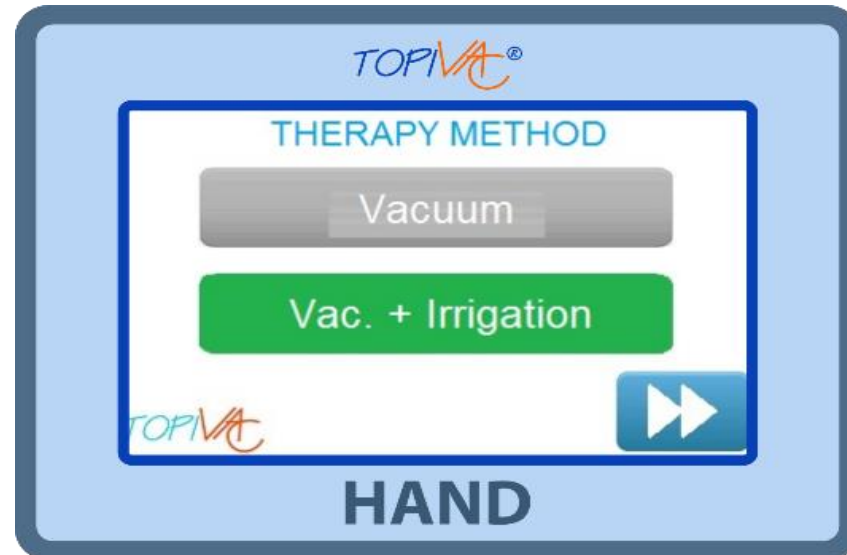 TOPIVAC®
THERAPY METHOD
Vacuum
Vac. + Irrigation
TOPIVAC
HAND